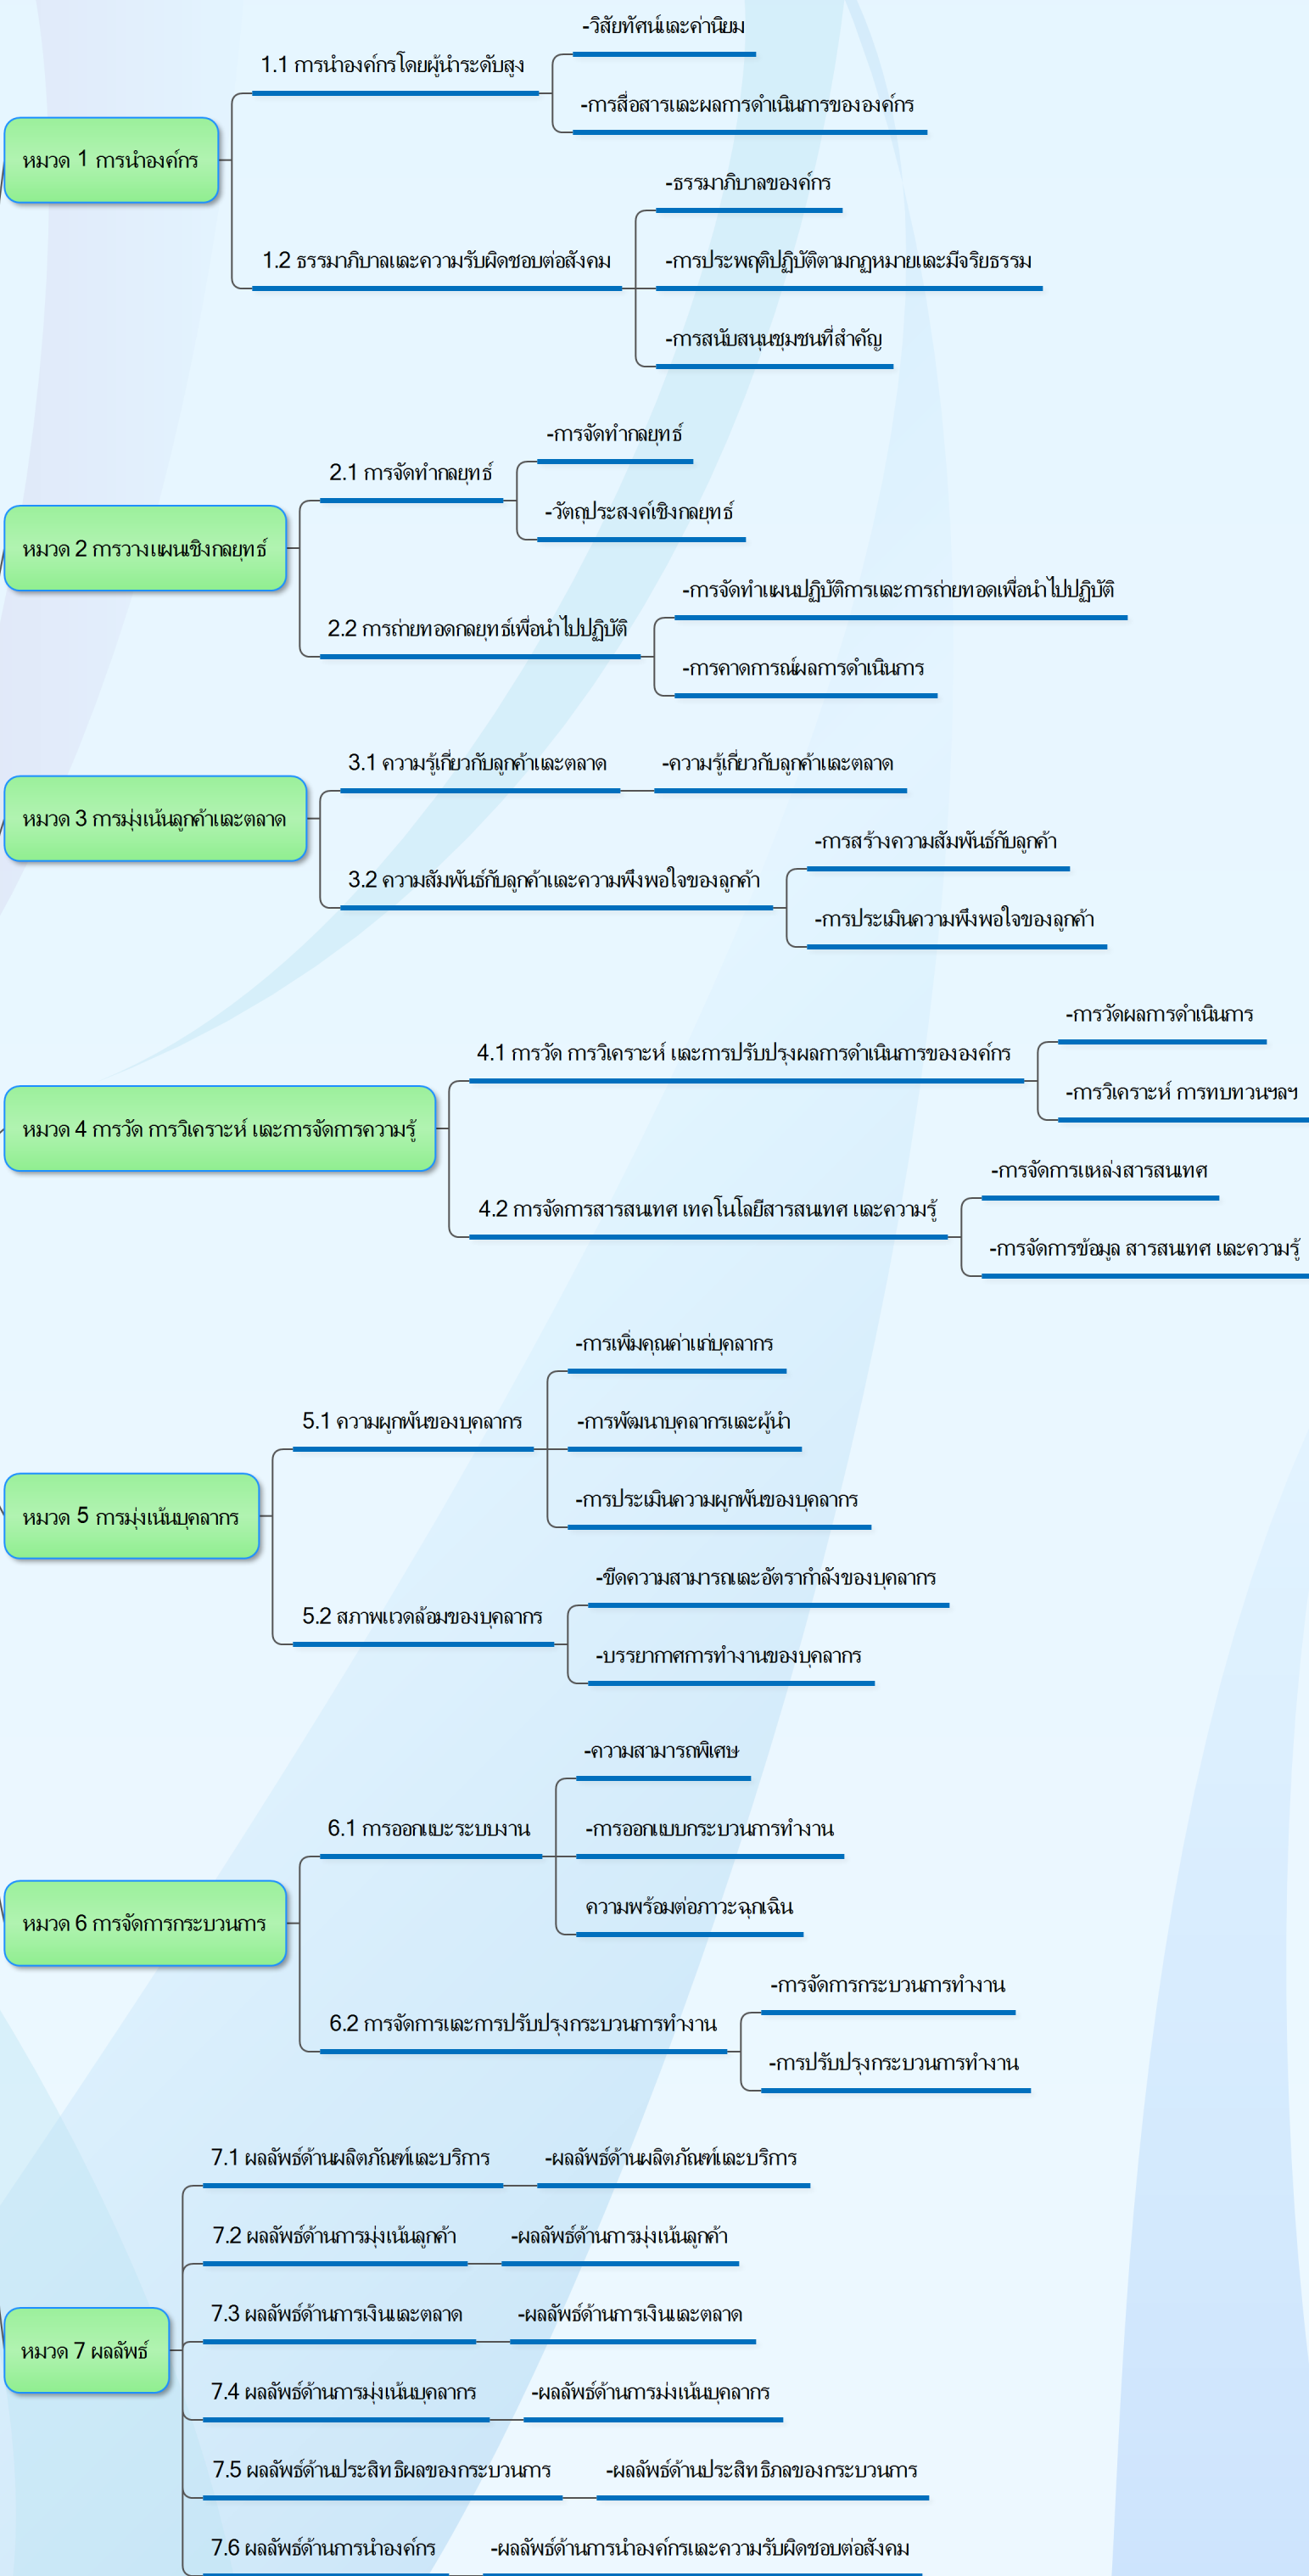 หมวด 1 การนำองค์กร
1.1 การนำองค์กรโดยผู้นำระดับสูง
-วิสัยทัศน์และค่านิยม
-การสื่อสารและผลการดำเนินการขององค์กร
1.2 ธรรมาภิบาลและความรับผิดชอบต่อสังคม
-ธรรมาภิบาลขององค์กร
-การประพฤติปฏิบัติตามกฎหมายและมีจริยธรรม
-การสนับสนุนชุมชนที่สำคัญ
หมวด 2 การวางแผนเชิงกลยุทธ์
2.1 การจัดทำกลยุทธ์
-การจัดทำกลยุทธ์
-วัตถุประสงค์เชิงกลยุทธ์
2.2 การถ่ายทอดกลยุทธ์เพื่อนำไปปฏิบัติ
-การจัดทำแผนปฏิบัติการและการถ่ายทอดเพื่อนำไปปฏิบัติ
-การคาดการณ์ผลการดำเนินการ
หมวด 3 การมุ่งเน้นลูกค้าและตลาด
3.1 ความรู้เกี่ยวกับลูกค้าและตลาด
-ความรู้เกี่ยวกับลูกค้าและตลาด
3.2 ความสัมพันธ์กับลูกค้าและความพึงพอใจของลูกค้า
-การสร้างความสัมพันธ์กับลูกค้า
-การประเมินความพึงพอใจของลูกค้า
หมวด 4 การวัด การวิเคราะห์ และการจัดการความรู้
4.1 การวัด การวิเคราะห์ และการปรับปรุงผลการดำเนินการขององค์กร
-การวัดผลการดำเนินการ
-การวิเคราะห์ การทบทวนฯลฯ
4.2 การจัดการสารสนเทศ เทคโนโลยีสารสนเทศ และความรู้
-การจัดการแหล่งสารสนเทศ
-การจัดการข้อมูล สารสนเทศ และความรู้
หมวด 5 การมุ่งเน้นบุคลากร
5.1 ความผูกพันของบุคลากร
-การเพิ่มคุณค่าแก่บุคลากร
-การพัฒนาบุคลากรและผู้นำ
-การประเมินความผูกพันของบุคลากร
5.2 สภาพแวดล้อมของบุคลากร
-ขีดความสามารถและอัตรากำลังของบุคลากร
-บรรยากาศการทำงานของบุคลากร
หมวด 6 การจัดการกระบวนการ
6.1 การออกแบะระบบงาน
-ความสามารถพิเศษ
-การออกแบบกระบวนการทำงาน
ความพร้อมต่อภาวะฉุกเฉิน
6.2 การจัดการและการปรับปรุงกระบวนการทำงาน
-การจัดการกระบวนการทำงาน
-การปรับปรุงกระบวนการทำงาน
หมวด 7 ผลลัพธ์
7.1 ผลลัพธ์ด้านผลิตภัณฑ์และบริการ
-ผลลัพธ์ด้านผลิตภัณฑ์และบริการ
7.2 ผลลัพธ์ด้านการมุ่งเน้นลูกค้า
-ผลลัพธ์ด้านการมุ่งเน้นลูกค้า
7.3 ผลลัพธ์ด้านการเงินและตลาด
-ผลลัพธ์ด้านการเงินและตลาด
7.4 ผลลัพธ์ด้านการมุ่งเน้นบุคลากร
-ผลลัพธ์ด้านการม่งเน้นบุคลากร
7.5 ผลลัพธ์ด้านประสิทธิผลของกระบวนการ
-ผลลัพธ์ด้านประสิทธิภลของกระบวนการ
7.6 ผลลัพธ์ด้านการนำองค์กร
-ผลลัพธ์ด้านการนำองค์กรและความรับผิดชอบต่อสังคม